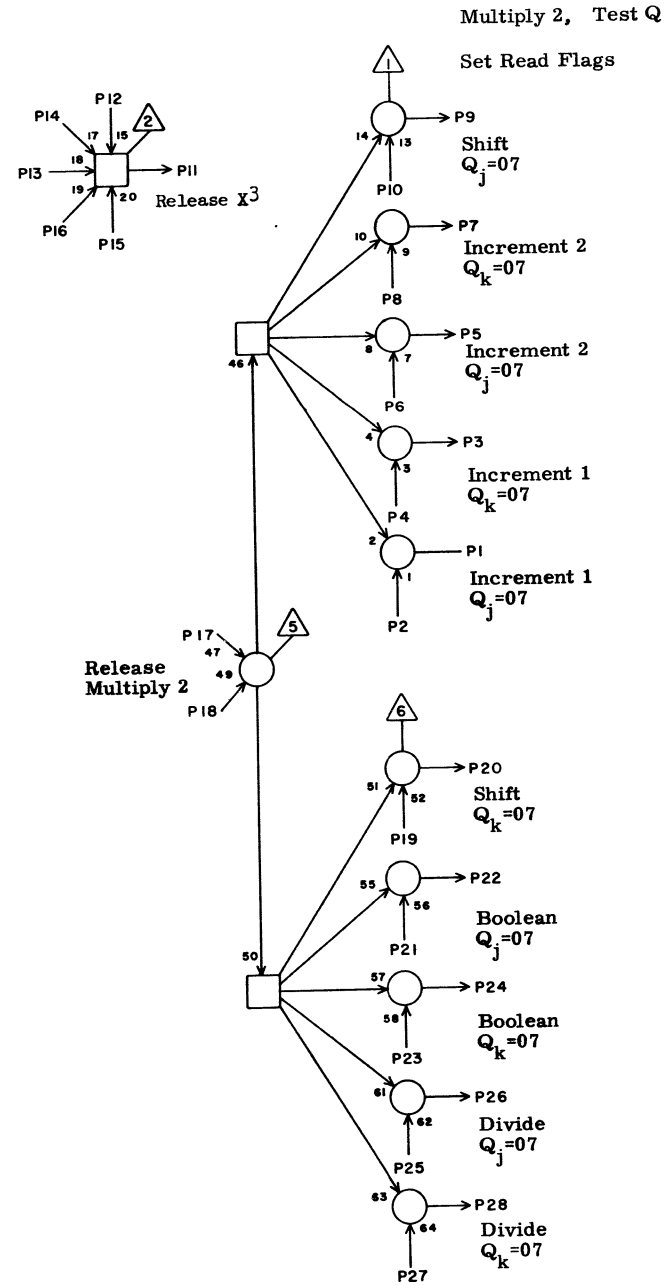 Multiply 2, Test Q
Set Read Flags
1
14
13
P9
P10
Shift
Qj=07
P12
P14
2
17
15
18
P13
P11
19
20
Release X3
P16
P15
10
9
P7
Increment 2
Qk=07
P8
46
8
7
P5
Increment 2
Qj=07
P6
4
3
P3
Increment 1
Qk=07
P4
2
1
P1
Increment 1
Qj=07
P2
5
P17
47
Release
Multiply 2
49
P18
6
51
52
P20
Shift
Qk=07
P19
55
56
P22
Boolean
Qj=07
P21
50
57
58
P24
Boolean
Qk=07
P23
61
62
P26
Divide
Qj=07
P25
63
64
P28
Divide
Qk=07
P27